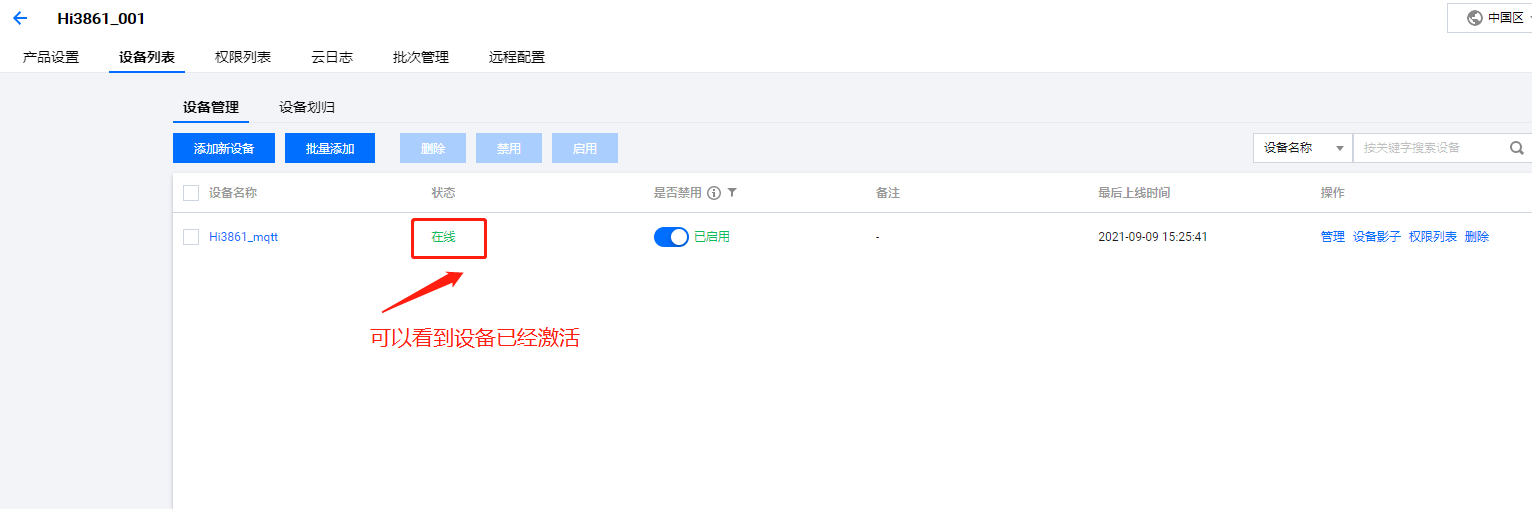 Hi3861_001
中国区
产品设置 设备列表 权限列表 云日志 批次管理 远程配置
设备管理 设备划归
添加新设备 批量添加 删除 禁用 启用 设备名称 按关键字搜索设备
设备名称 状态 是否禁用 备注 最后上线时间 操作
Hi3861_mqtt 在线 已启用 - 2021-09-09 15:25:41 管理 设备影子 权限列表 删除
可以看到设备已经激活